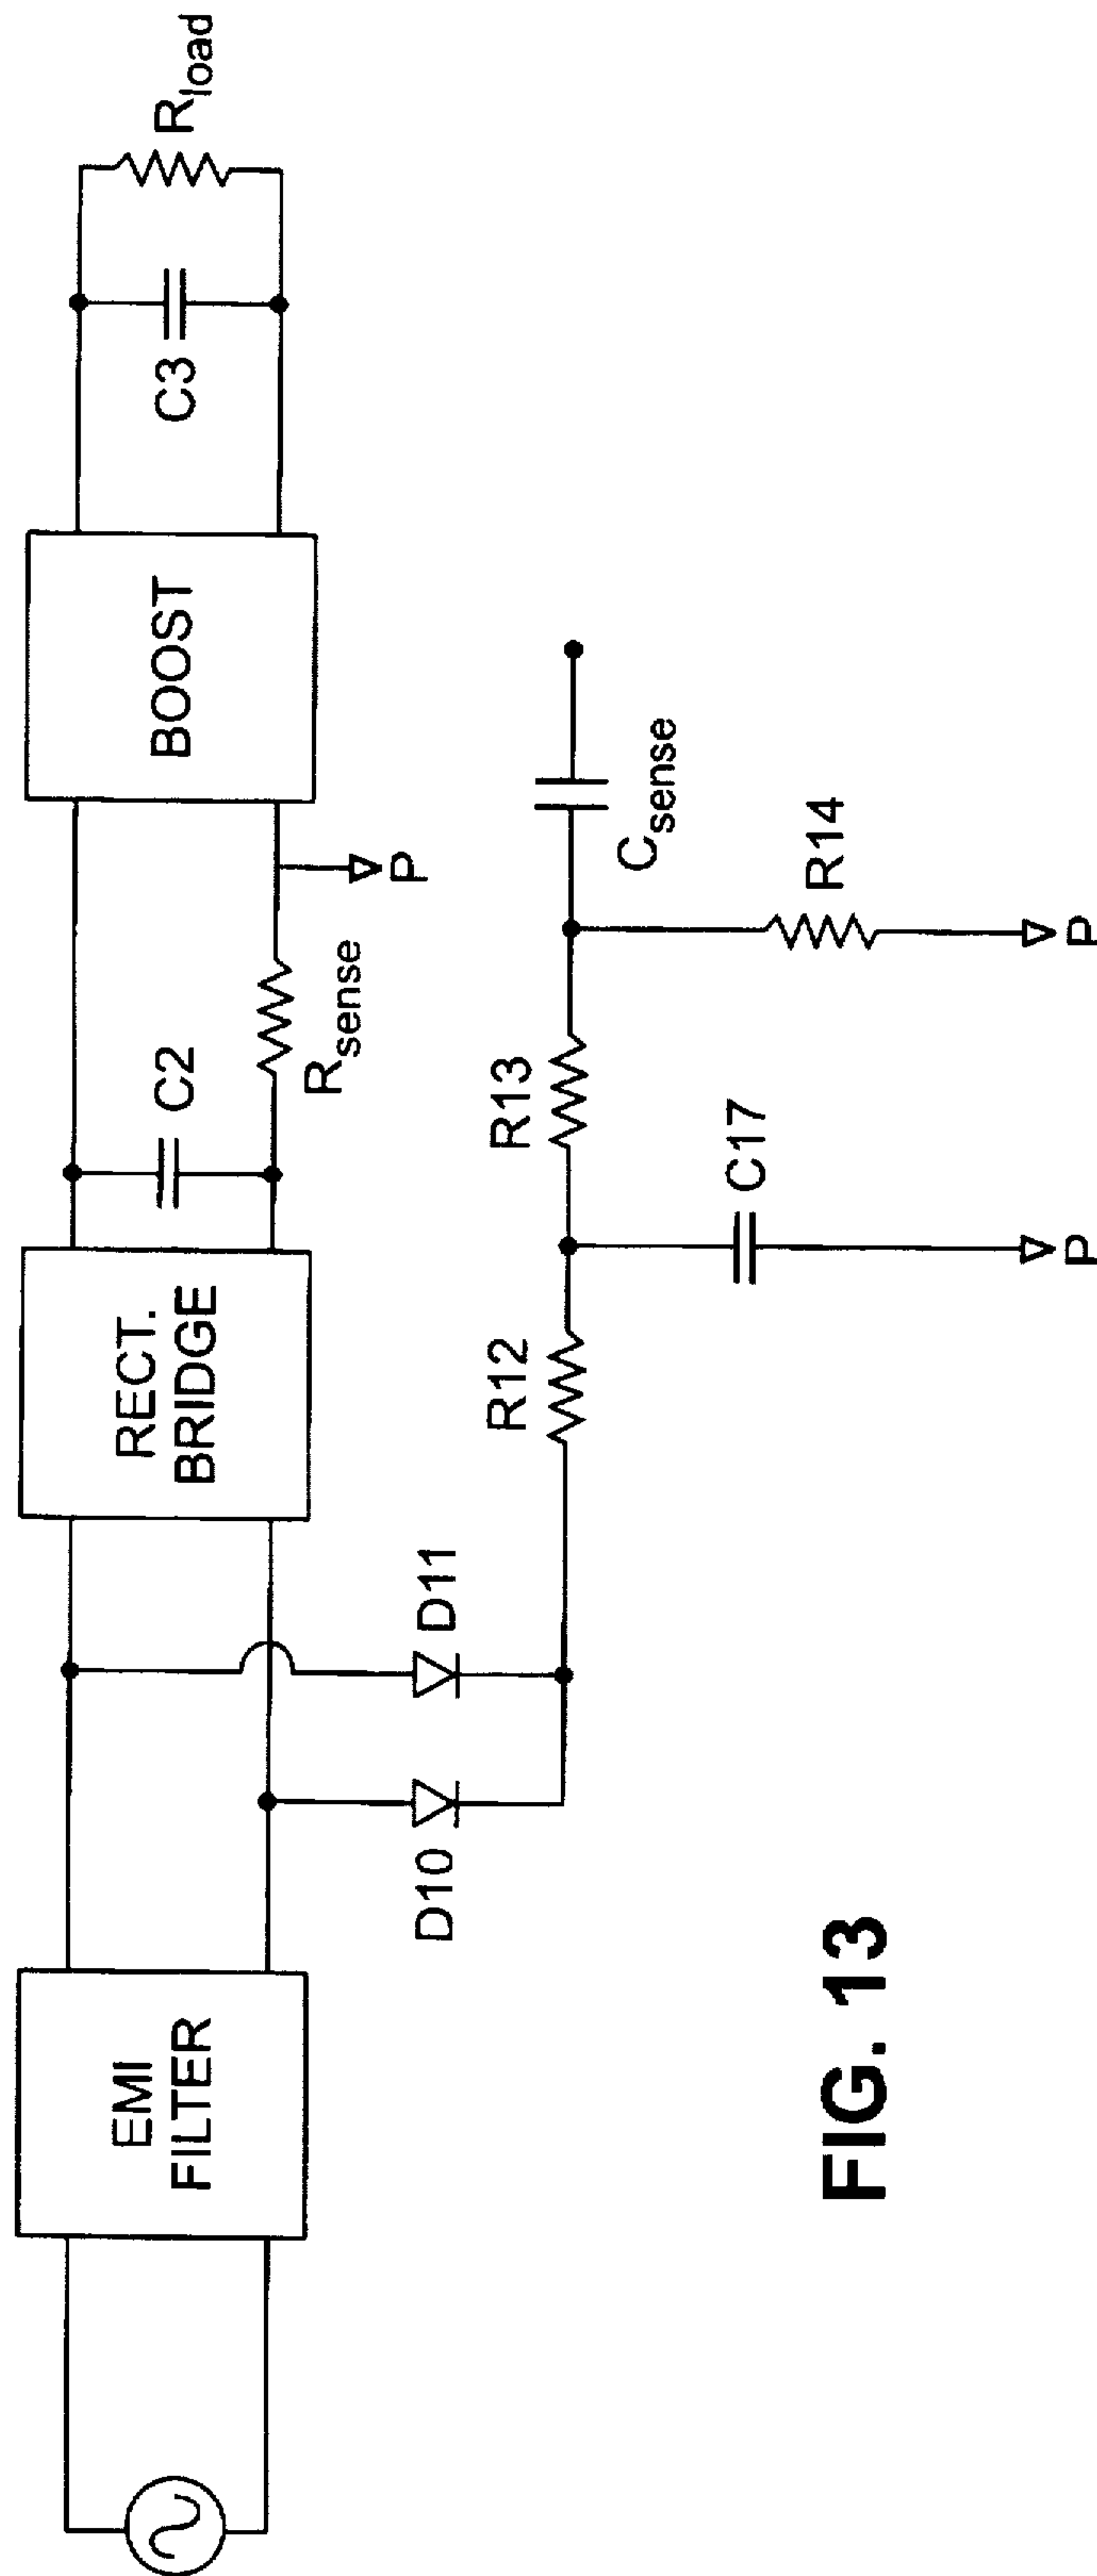 EMI
FILTER
RECT.
BRIDGE
C2
R_sense
P
BOOST
C3
R_load
D10
D11
R12
R13
C_sense
C17
R14
P
P
FIG. 13